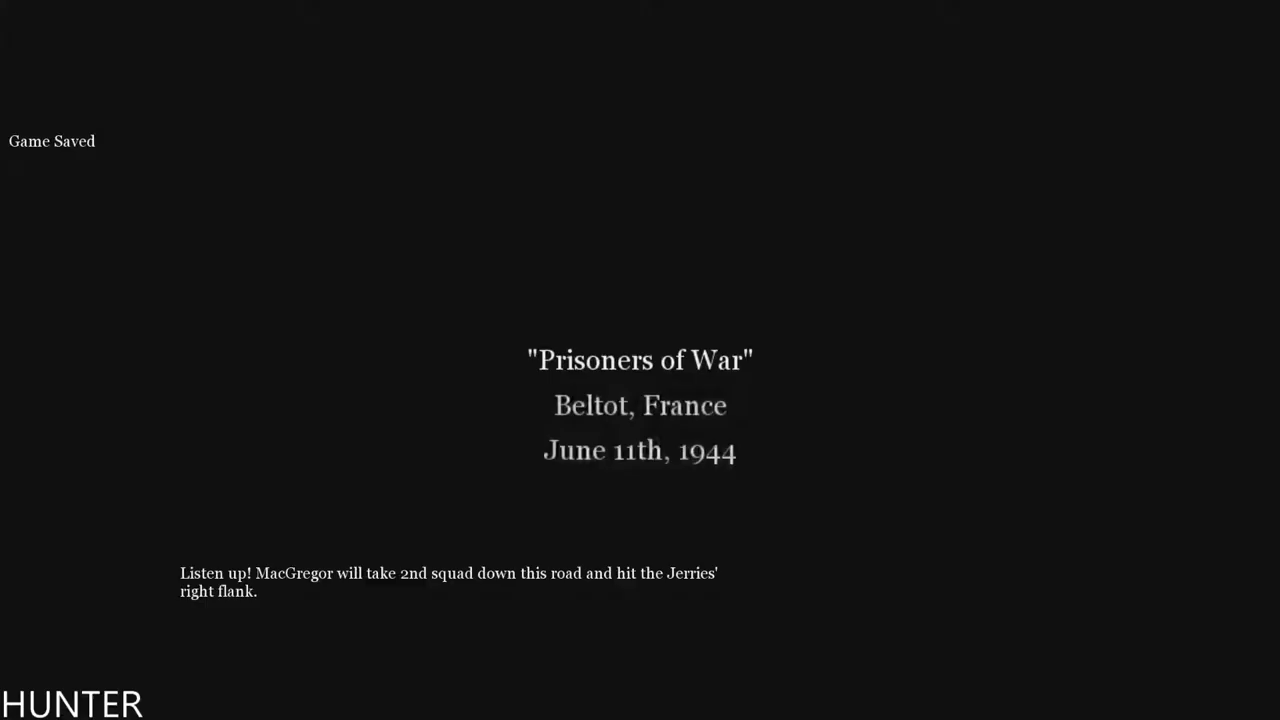 Game Saved
"Prisoners of War"
Beltot, France
June 11th, 1944
Listen up! MacGregor will take 2nd squad down this road and hit the Jerries'
right flank.
HUNTER